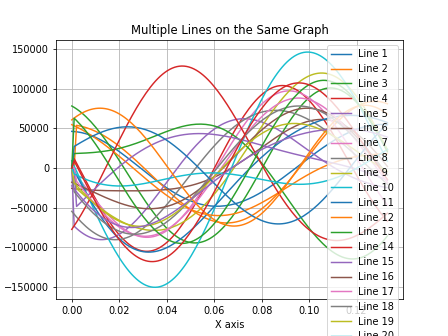 Multiple Lines on the Same Graph
150000
100000
50000
0
−50000
−100000
−150000
0.00 0.02 0.04 0.06 0.08 0.10
X axis
Line 1
Line 2
Line 3
Line 4
Line 5
Line 6
Line 7
Line 8
Line 9
Line 10
Line 11
Line 12
Line 13
Line 14
Line 15
Line 16
Line 17
Line 18
Line 19
Line 20